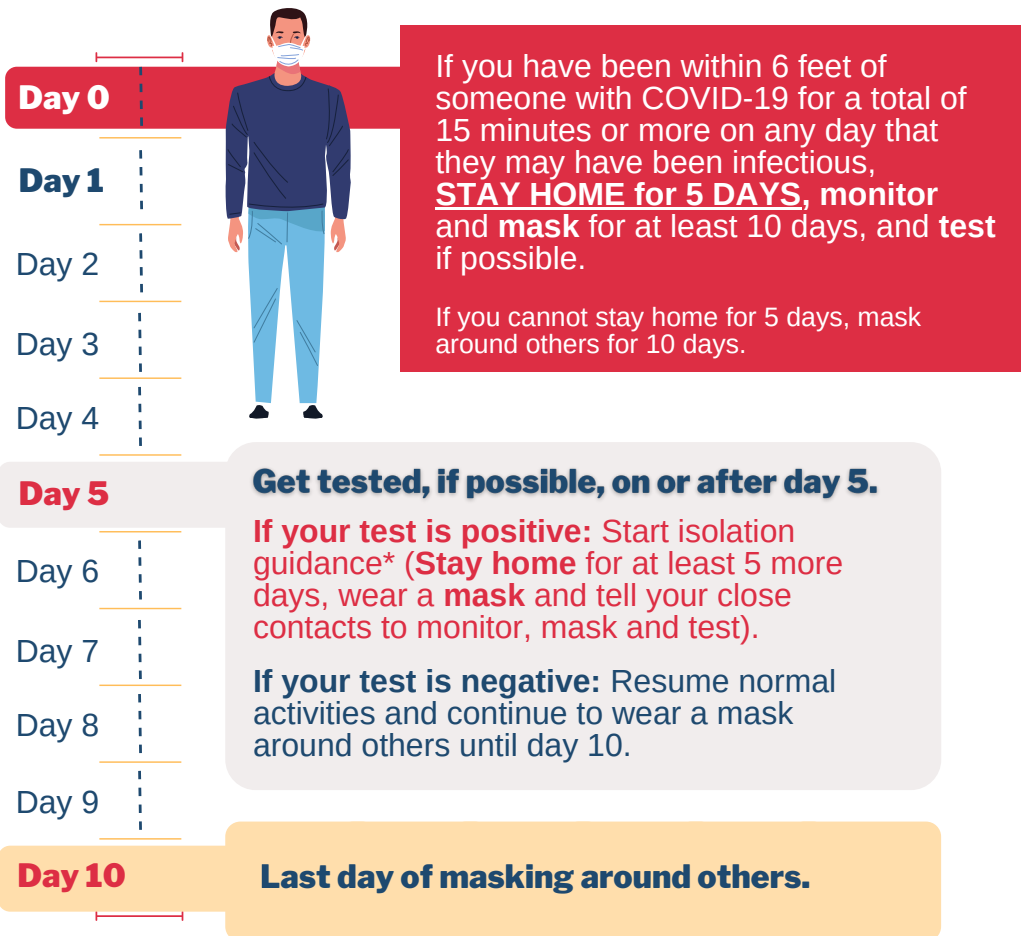 Day 0
If you have been within 6 feet of
someone with COVID-19 for a total of
15 minutes or more on any day that
they may have been infectious,
STAY HOME for 5 DAYS, monitor
and mask for at least 10 days, and test
if possible.
If you cannot stay home for 5 days, mask
around others for 10 days.
Day 1
Day 2
Day 3
Day 4
Day 5
Get tested, if possible, on or after day 5.
If your test is positive: Start isolation
guidance* (Stay home for at least 5 more
days, wear a mask and tell your close
contacts to monitor, mask and test).
If your test is negative: Resume normal
activities and continue to wear a mask
around others until day 10.
Day 6
Day 7
Day 8
Day 9
Day 10
Last day of masking around others.